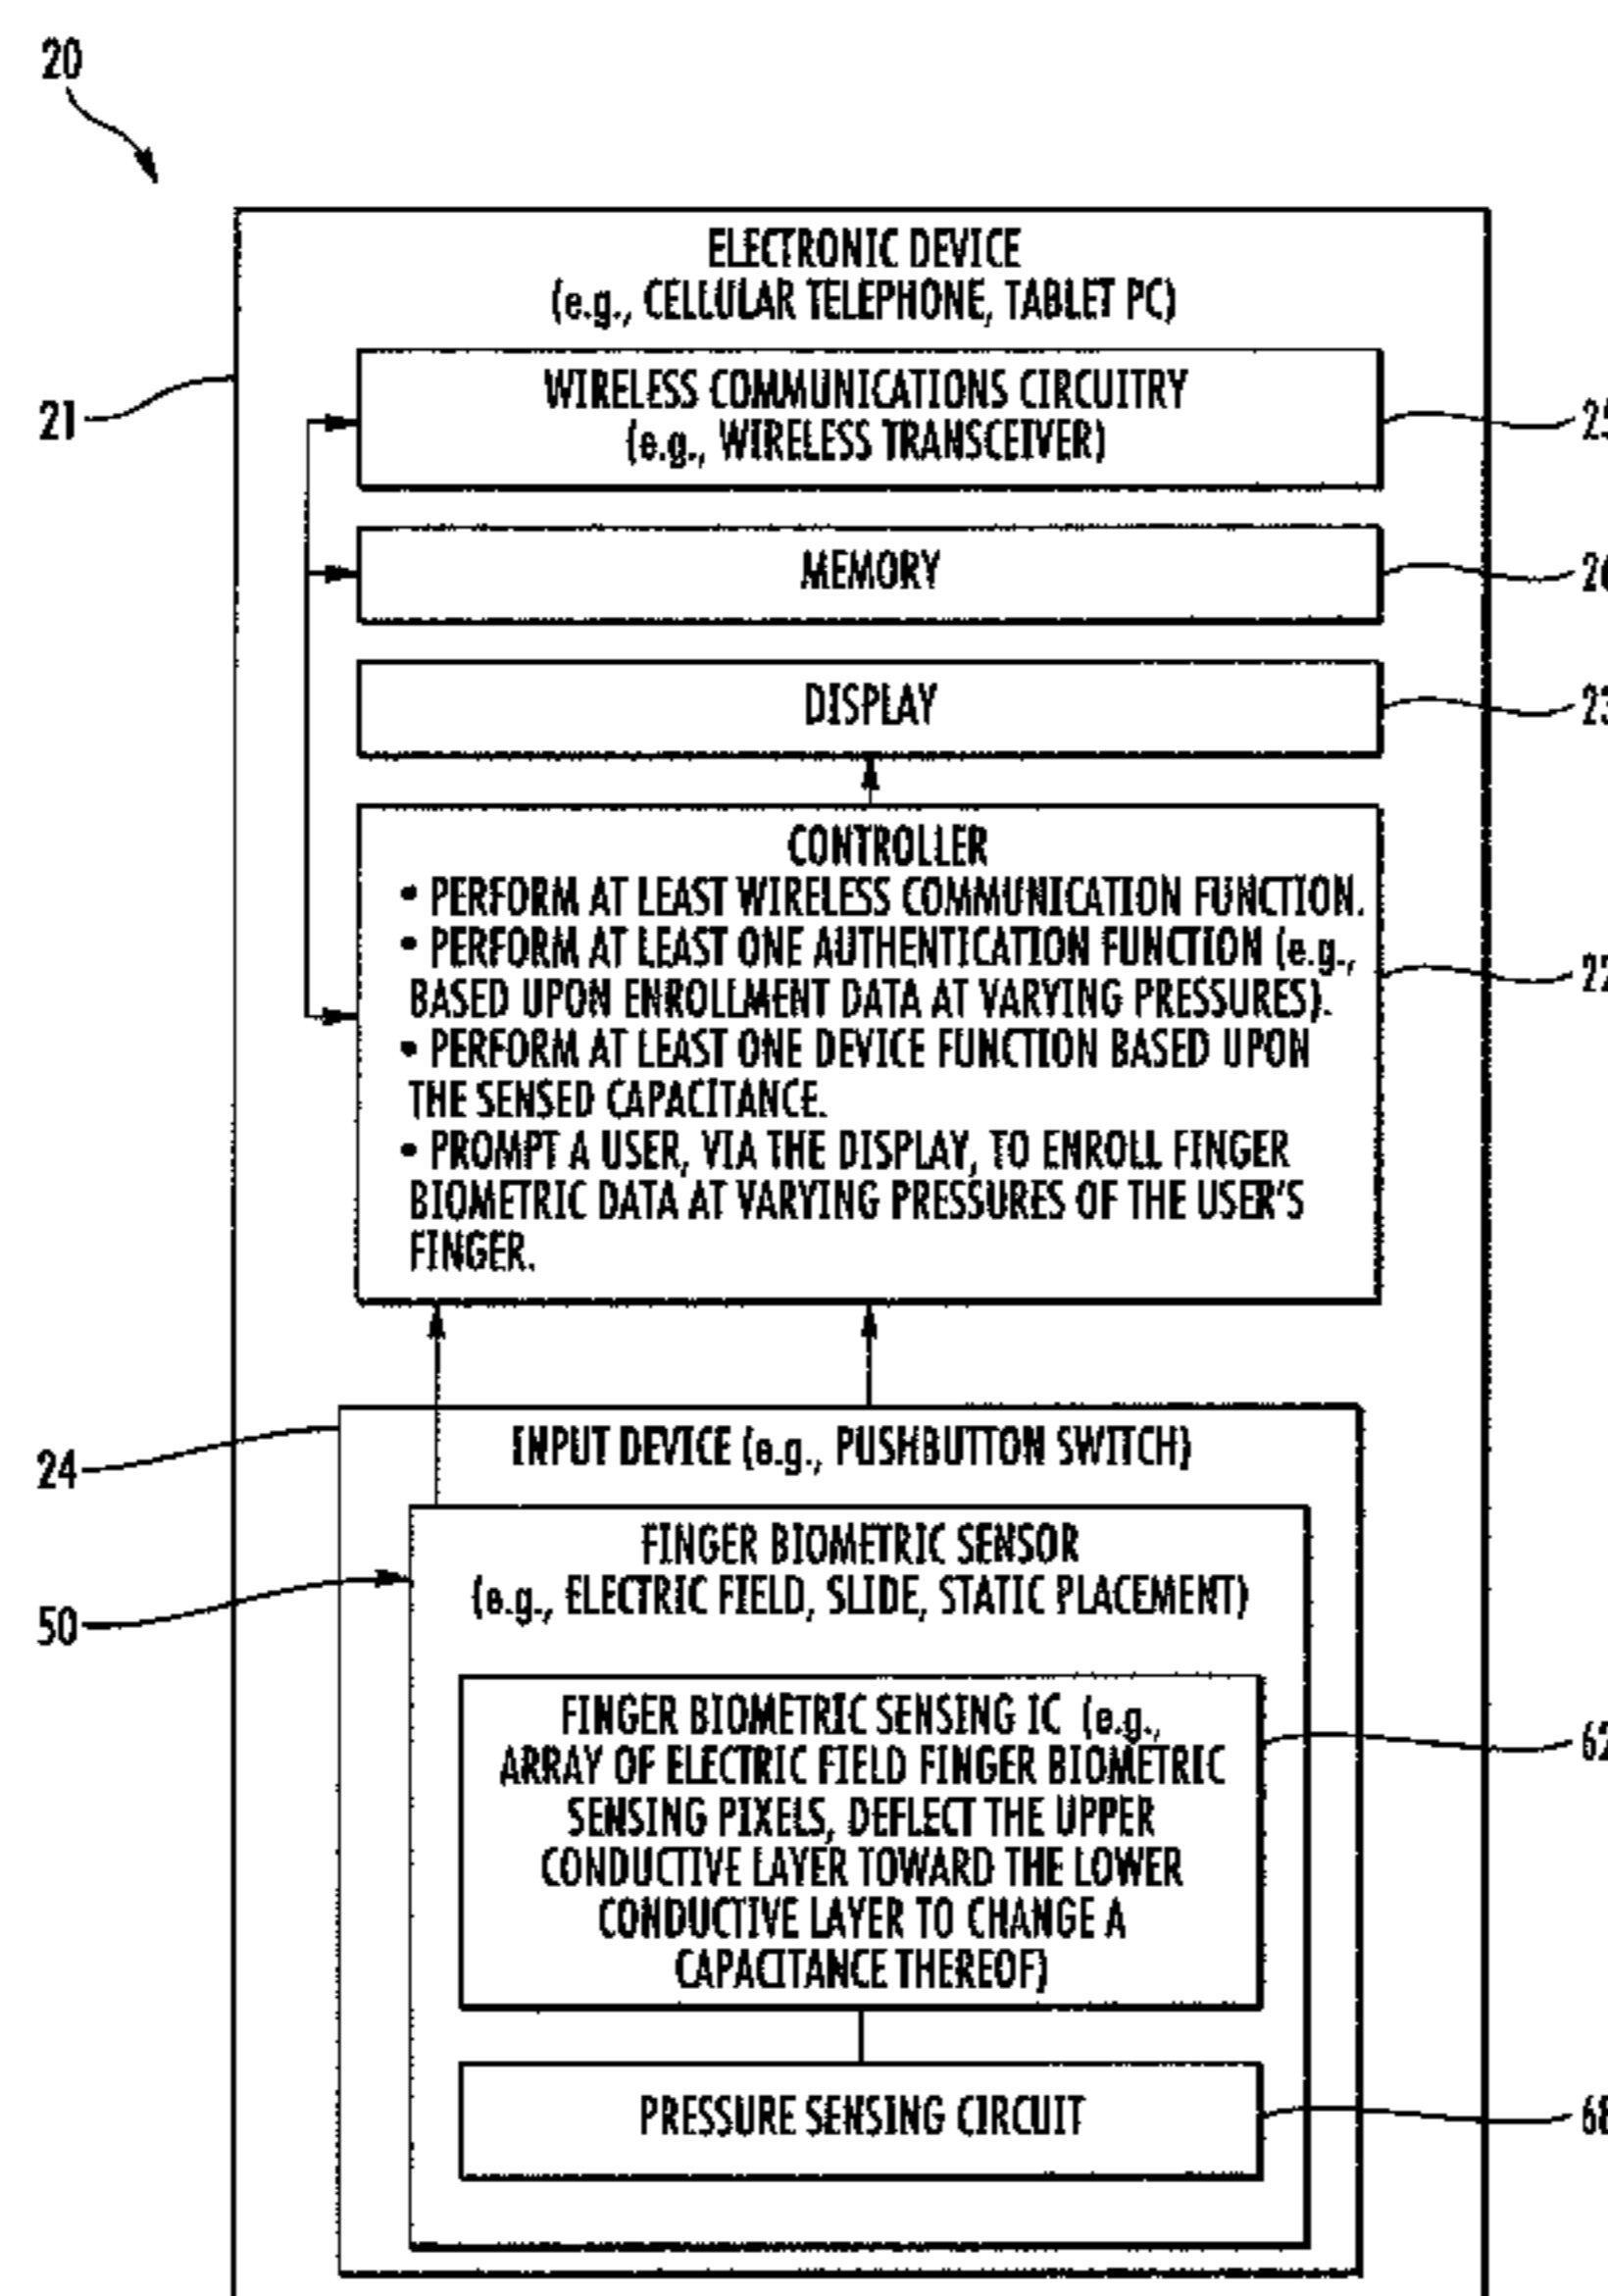 20
ELECTRONIC DEVICE
(e.g., CELLULAR TELEPHONE, TABLET PC)
21
WIRELESS COMMUNICATIONS CIRCUITRY
(e.g., WIRELESS TRANSCEIVER)
MEMORY
DISPLAY
23
CONTROLLER
• PERFORM AT LEAST WIRELESS COMMUNICATION FUNCTION.
• PERFORM AT LEAST ONE AUTHENTICATION FUNCTION (e.g.,
BASED UPON ENROLLMENT DATA AT VARYING PRESSURES).
22
• PERFORM AT LEAST ONE DEVICE FUNCTION BASED UPON
THE SENSED CAPACITANCE.
• PROMPT A USER, VIA THE DISPLAY, TO ENROLL FINGER
BIOMETRIC DATA AT VARYING PRESSURES OF THE USER'S
FINGER.
24
INPUT DEVICE (e.g., PUSHBUTTON SWITCH)
FINGER BIOMETRIC SENSOR
(e.g., ELECTRIC FIELD, SLIDE, STATIC PLACEMENT)
50
FINGER BIOMETRIC SENSING IC (e.g.,
62
ARRAY OF ELECTRIC FIELD FINGER BIOMETRIC
SENSING PIXELS, DEFLECT THE UPPER
CONDUCTIVE LAYER TOWARD THE LOWER
CONDUCTIVE LAYER TO CHANGE A
CAPACITANCE THEREOF)
PRESSURE SENSING CIRCUIT
68